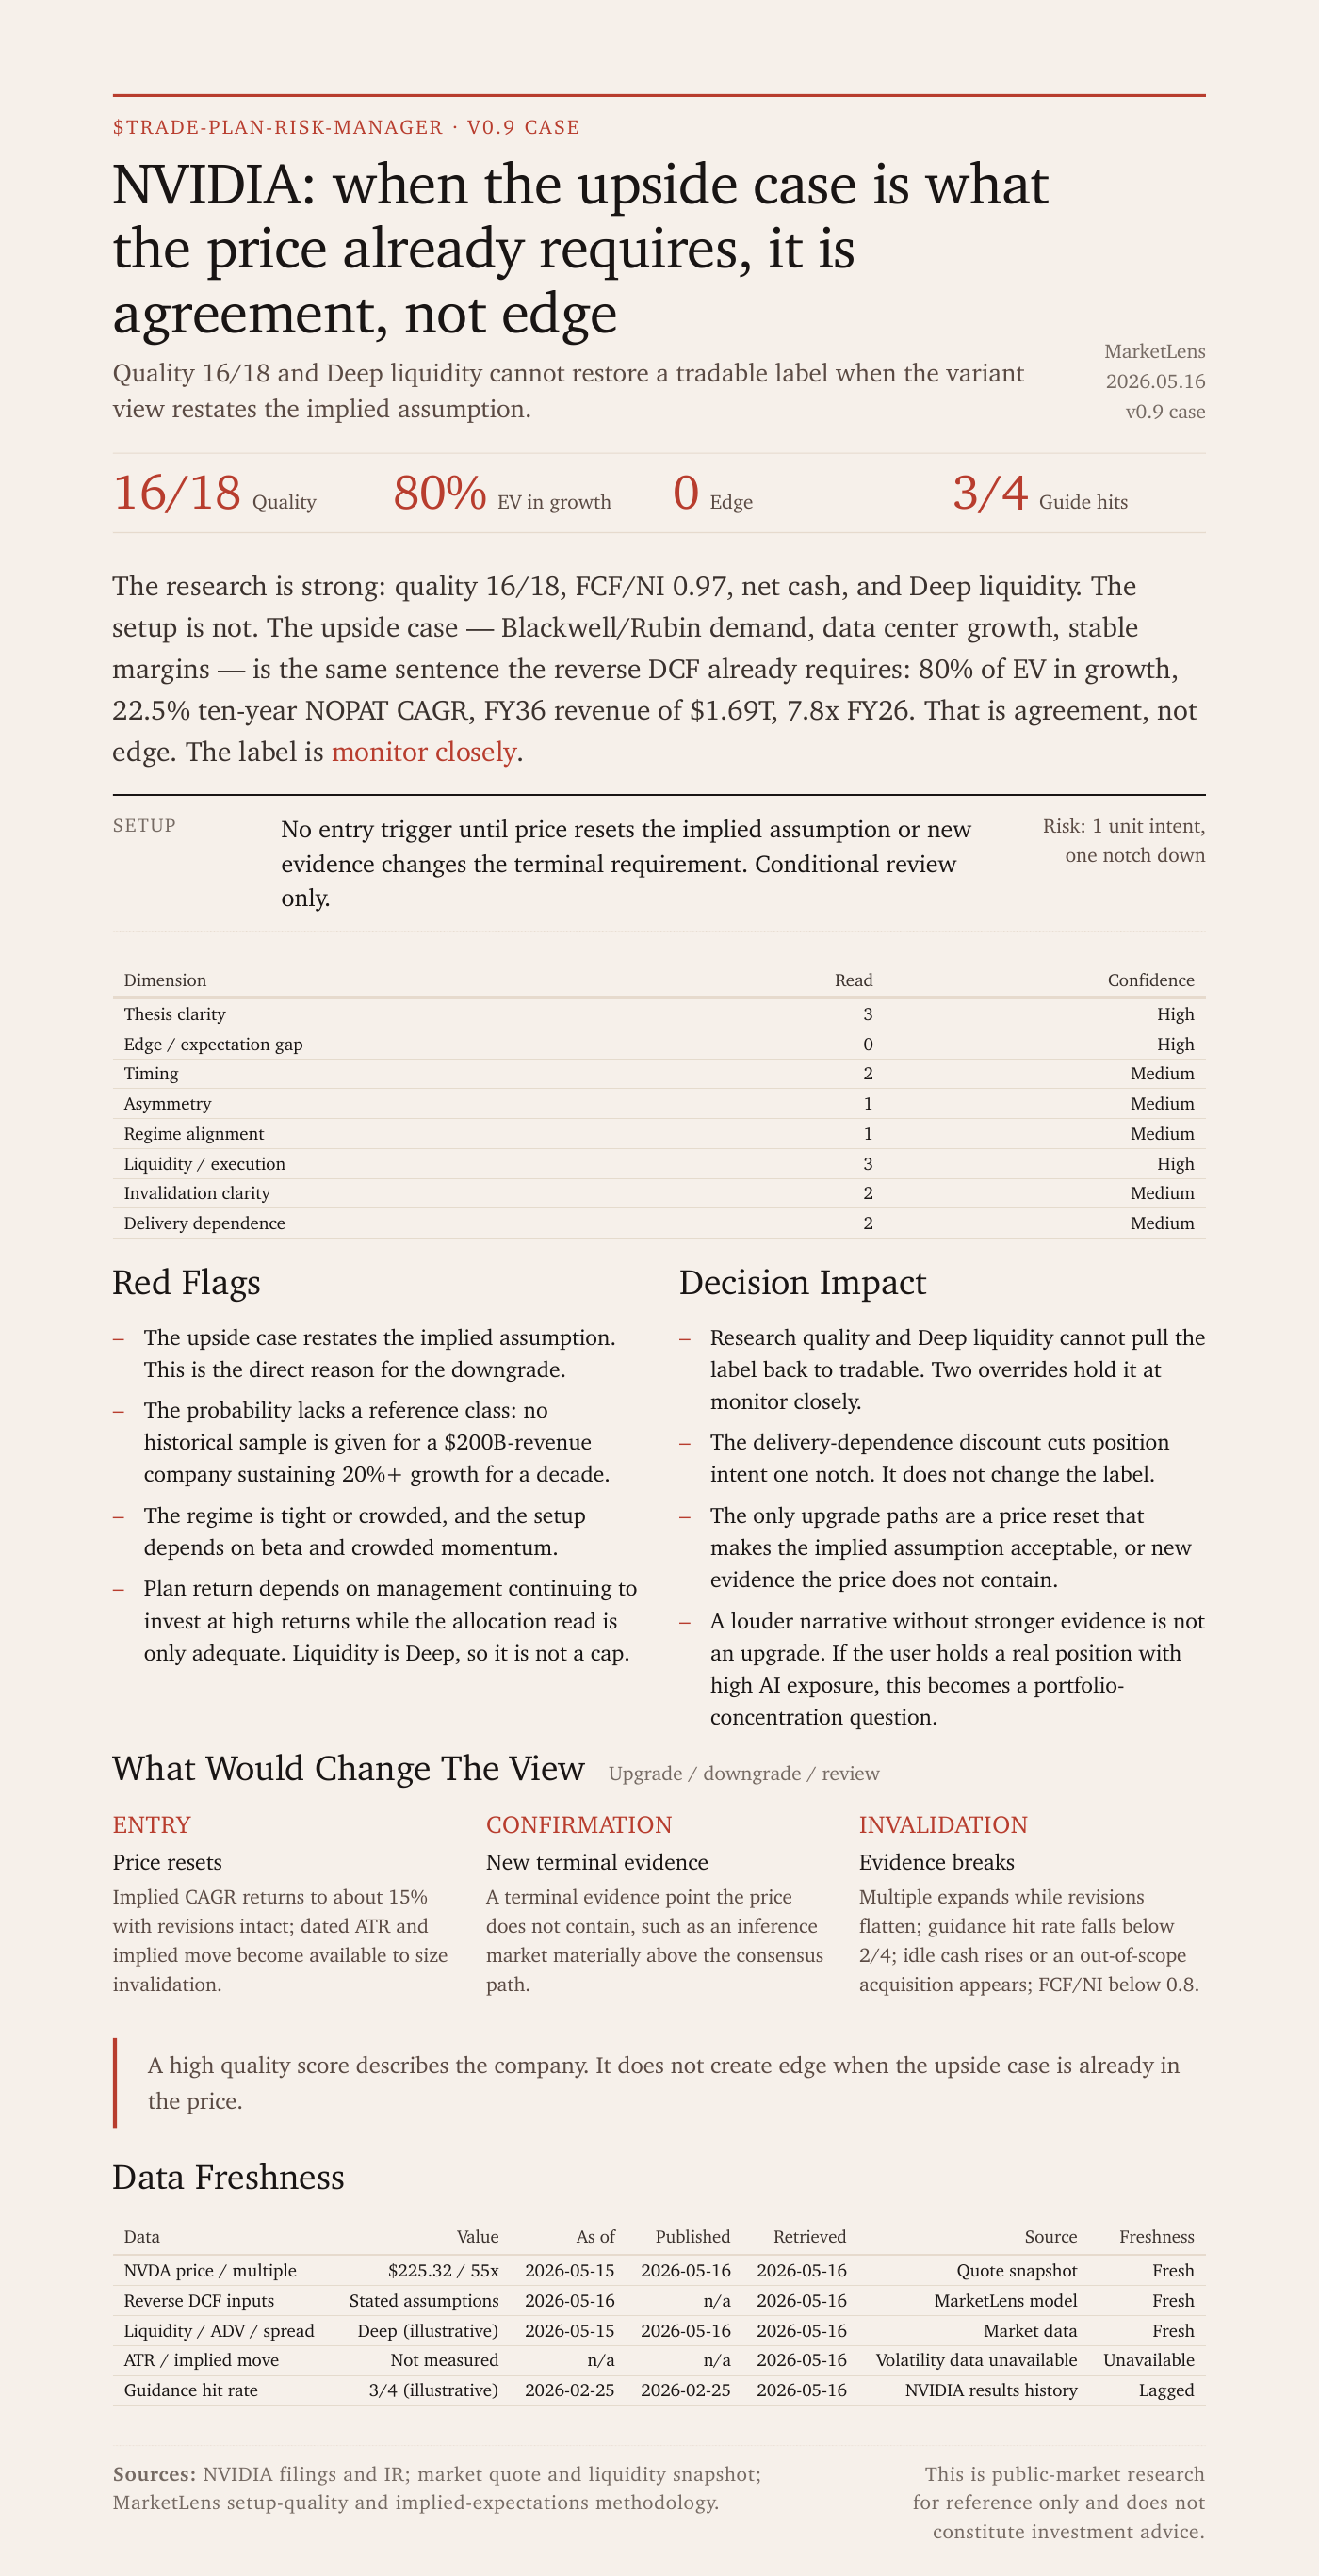 $TRADE-PLAN-RISK-MANAGER · V0.9 CASE
NVIDIA: when the upside case is what
the price already requires, it is
agreement, not edge
Quality 16/18 and Deep liquidity cannot restore a tradable label when the variant
view restates the implied assumption.
MarketLens
2026.05.16
v0.9 case
16/18 Quality 80% EV in growth 0 Edge 3/4 Guide hits
The research is strong: quality 16/18, FCF/NI 0.97, net cash, and Deep liquidity. The
setup is not. The upside case — Blackwell/Rubin demand, data center growth, stable
margins — is the same sentence the reverse DCF already requires: 80% of EV in growth,
22.5% ten-year NOPAT CAGR, FY36 revenue of $1.69T, 7.8x FY26. That is agreement, not
edge. The label is monitor closely.
SETUP
No entry trigger until price resets the implied assumption or new
evidence changes the terminal requirement. Conditional review
only.
Risk: 1 unit intent,
one notch down
Dimension Read Confidence
Thesis clarity 3 High
Edge / expectation gap 0 High
Timing 2 Medium
Asymmetry 1 Medium
Regime alignment 1 Medium
Liquidity / execution 3 High
Invalidation clarity 2 Medium
Delivery dependence 2 Medium
Red Flags
– The upside case restates the implied assumption.
This is the direct reason for the downgrade.
– The probability lacks a reference class: no
historical sample is given for a $200B-revenue
company sustaining 20%+ growth for a decade.
– The regime is tight or crowded, and the setup
depends on beta and crowded momentum.
– Plan return depends on management continuing to
invest at high returns while the allocation read is
only adequate. Liquidity is Deep, so it is not a cap.
Decision Impact
– Research quality and Deep liquidity cannot pull the
label back to tradable. Two overrides hold it at
monitor closely.
– The delivery-dependence discount cuts position
intent one notch. It does not change the label.
– The only upgrade paths are a price reset that
makes the implied assumption acceptable, or new
evidence the price does not contain.
– A louder narrative without stronger evidence is not
an upgrade. If the user holds a real position with
high AI exposure, this becomes a portfolio-
concentration question.
What Would Change The View Upgrade / downgrade / review
ENTRY
Price resets
Implied CAGR returns to about 15%
with revisions intact; dated ATR and
implied move become available to size
invalidation.
CONFIRMATION
New terminal evidence
A terminal evidence point the price
does not contain, such as an inference
market materially above the consensus
path.
INVALIDATION
Evidence breaks
Multiple expands while revisions
flatten; guidance hit rate falls below
2/4; idle cash rises or an out-of-scope
acquisition appears; FCF/NI below 0.8.
A high quality score describes the company. It does not create edge when the upside case is already in
the price.
Data Freshness
Data Value As of Published Retrieved Source Freshness
NVDA price / multiple $225.32 / 55x 2026-05-15 2026-05-16 2026-05-16 Quote snapshot Fresh
Reverse DCF inputs Stated assumptions 2026-05-16 n/a 2026-05-16 MarketLens model Fresh
Liquidity / ADV / spread Deep (illustrative) 2026-05-15 2026-05-16 2026-05-16 Market data Fresh
ATR / implied move Not measured n/a n/a 2026-05-16 Volatility data unavailable Unavailable
Guidance hit rate 3/4 (illustrative) 2026-02-25 2026-02-25 2026-05-16 NVIDIA results history Lagged
Sources: NVIDIA filings and IR; market quote and liquidity snapshot;
MarketLens setup-quality and implied-expectations methodology.
This is public-market research
for reference only and does not
constitute investment advice.